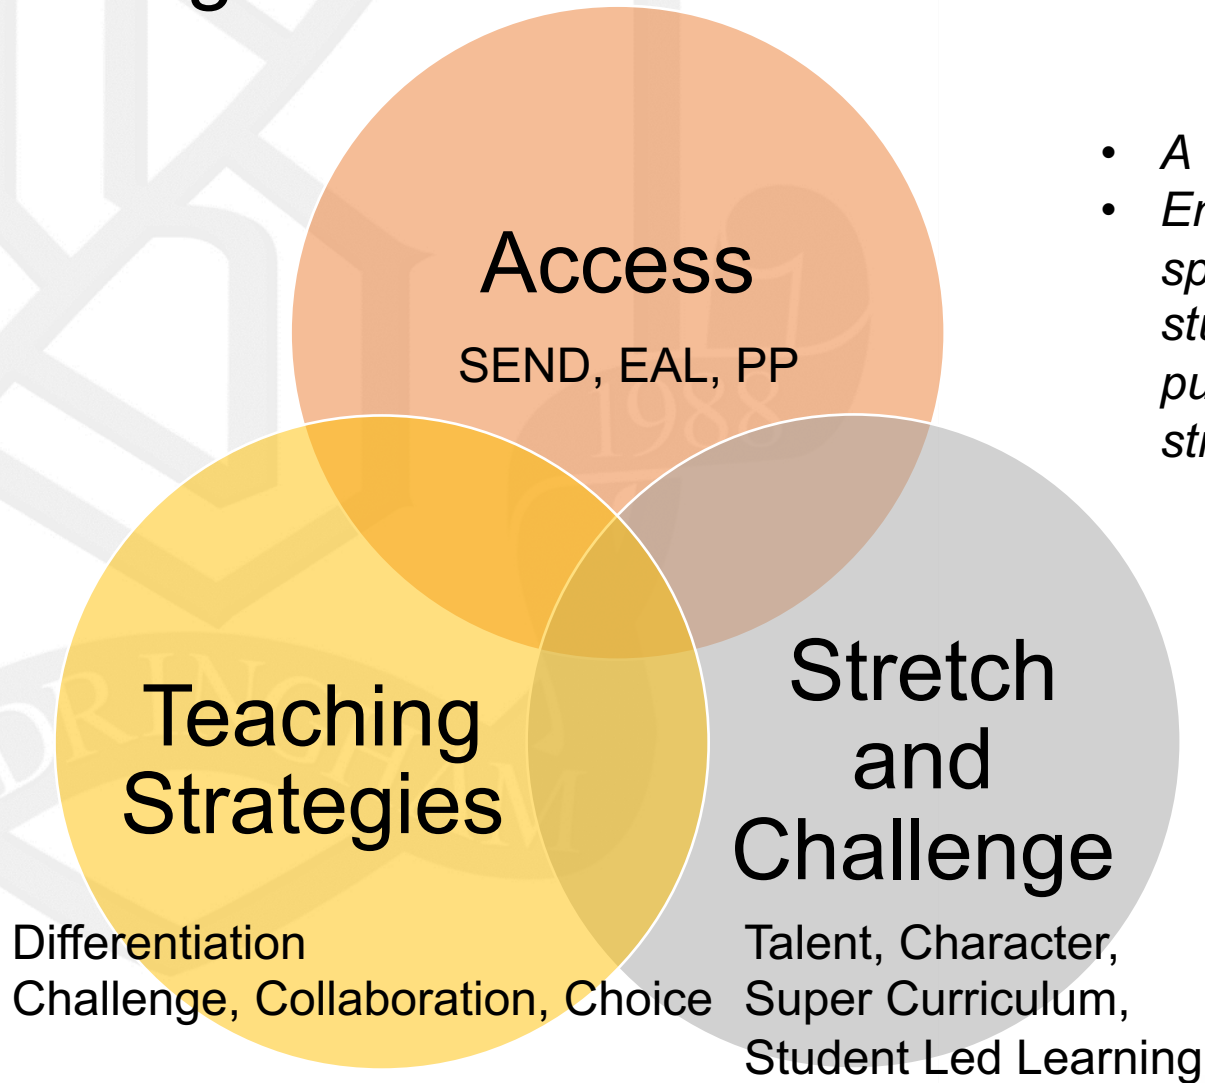 • A
•
Access
SEND, EAL, PP
1988
Teaching
Strategies
Stretch
and
Challenge
Differentiation
Challenge, Collaboration, Choice
Talent, Character,
Super Curriculum,
Student Led Learning